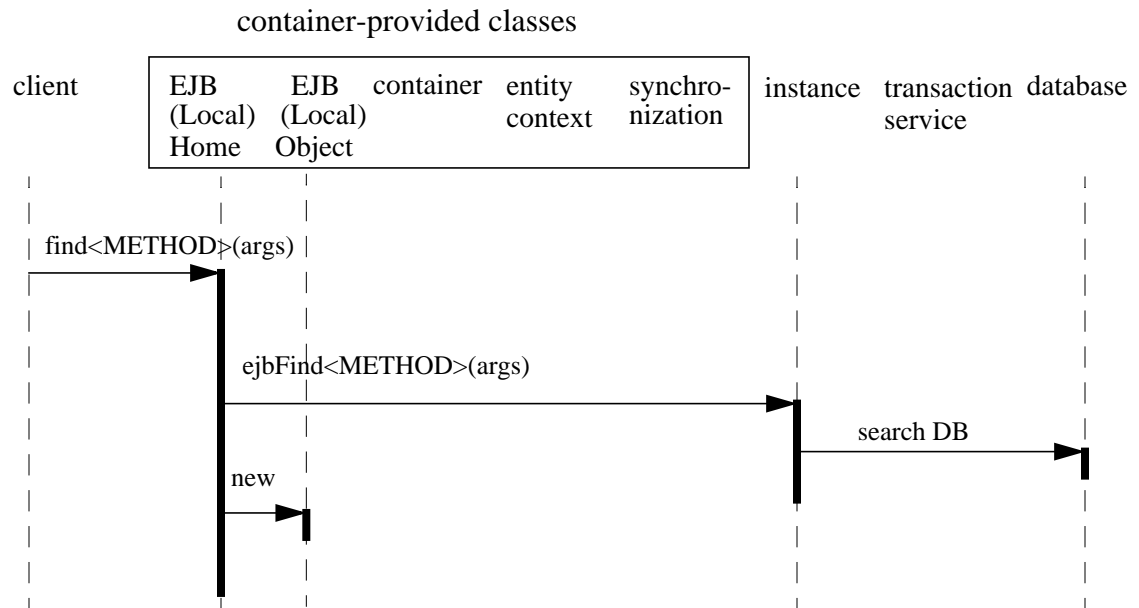 container-provided classes
client
EJB
(Local)
Home
EJB
(Local)
Object
container
entity
context
synchro-
nization
instance
transaction
service
database
find<METHOD>(args)
ejbFind<METHOD>(args)
search DB
new